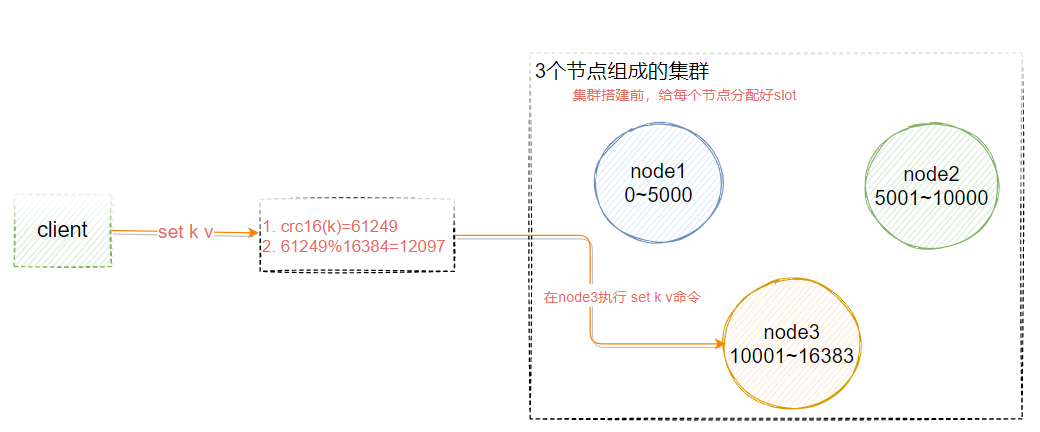 3个节点组成的集群
集群搭建前，给每个节点分配好slot
node1
0~5000
node2
5001~10000
client
set k v
1. crc16(k)=61249
2. 61249%16384=12097
在node3执行 set k v命令
node3
10001~16383